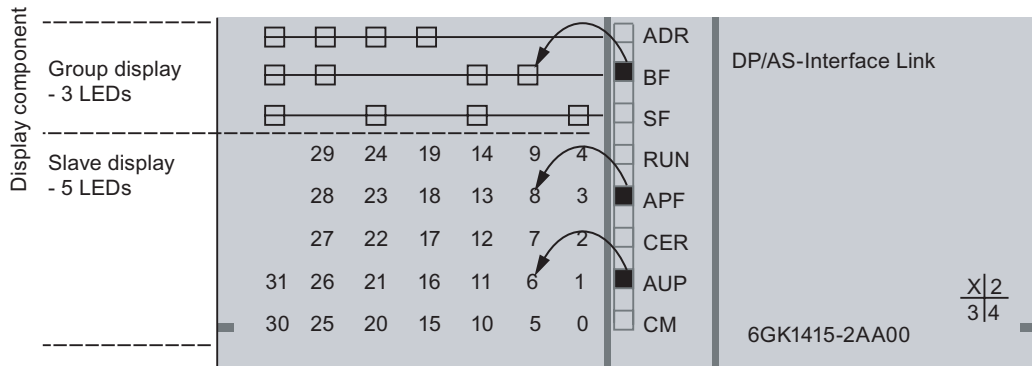 Display component
Group display
- 3 LEDs
Slave display
- 5 LEDs
ADR
BF
SF
29 24 19 14 9 4 RUN
28 23 18 13 8 3 APF
27 22 17 12 7 2 CER
31 26 21 16 11 6 1 AUP
30 25 20 15 10 5 0 CM
DP/AS-Interface Link
X 2
3 4
6GK1415-2AA00